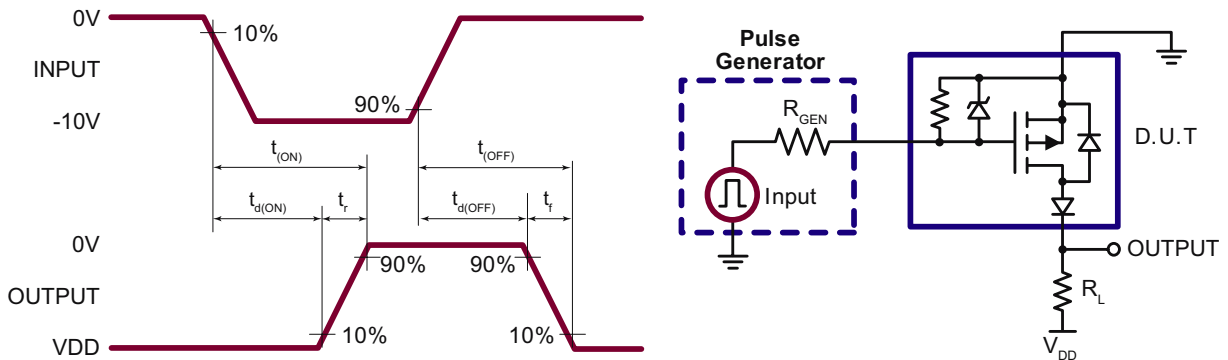 0V
10%
INPUT
90%
-10V
t(ON)
t(OFF)
td(ON)
tr
td(OFF)
tf
0V
90%
90%
OUTPUT
10%
10%
VDD
Pulse
Generator
RGEN
Input
D.U.T
OUTPUT
RL
VDD